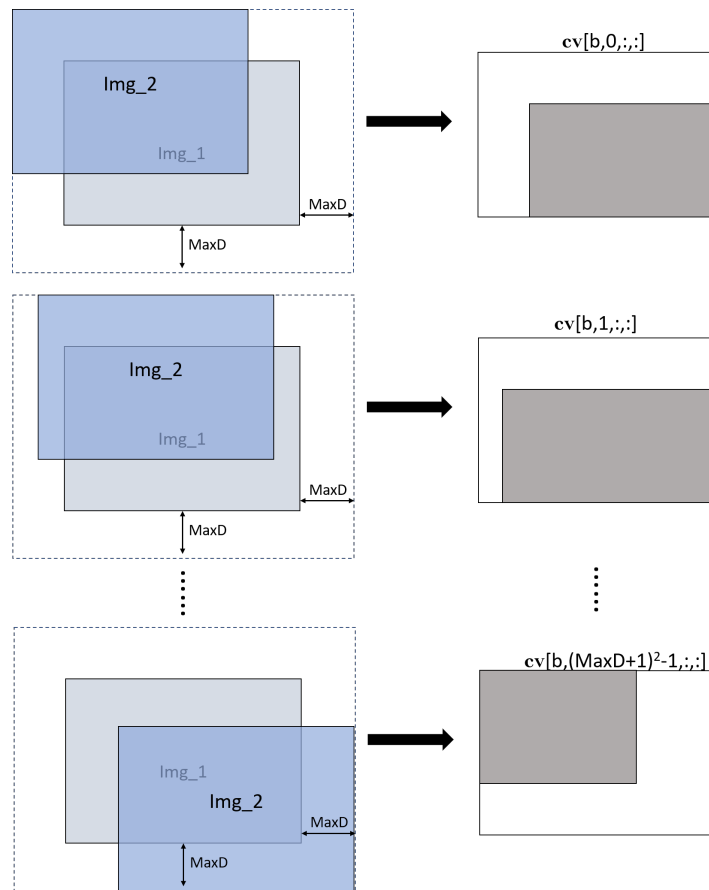 cv[b,0,:,:]
Img_2
Img_1
MaxD
MaxD
cv[b,1,:,:]
Img_2
Img_1
MaxD
MaxD
cv[b,(MaxD+1)²-1,:,:]
Img_1
Img_2
MaxD
MaxD